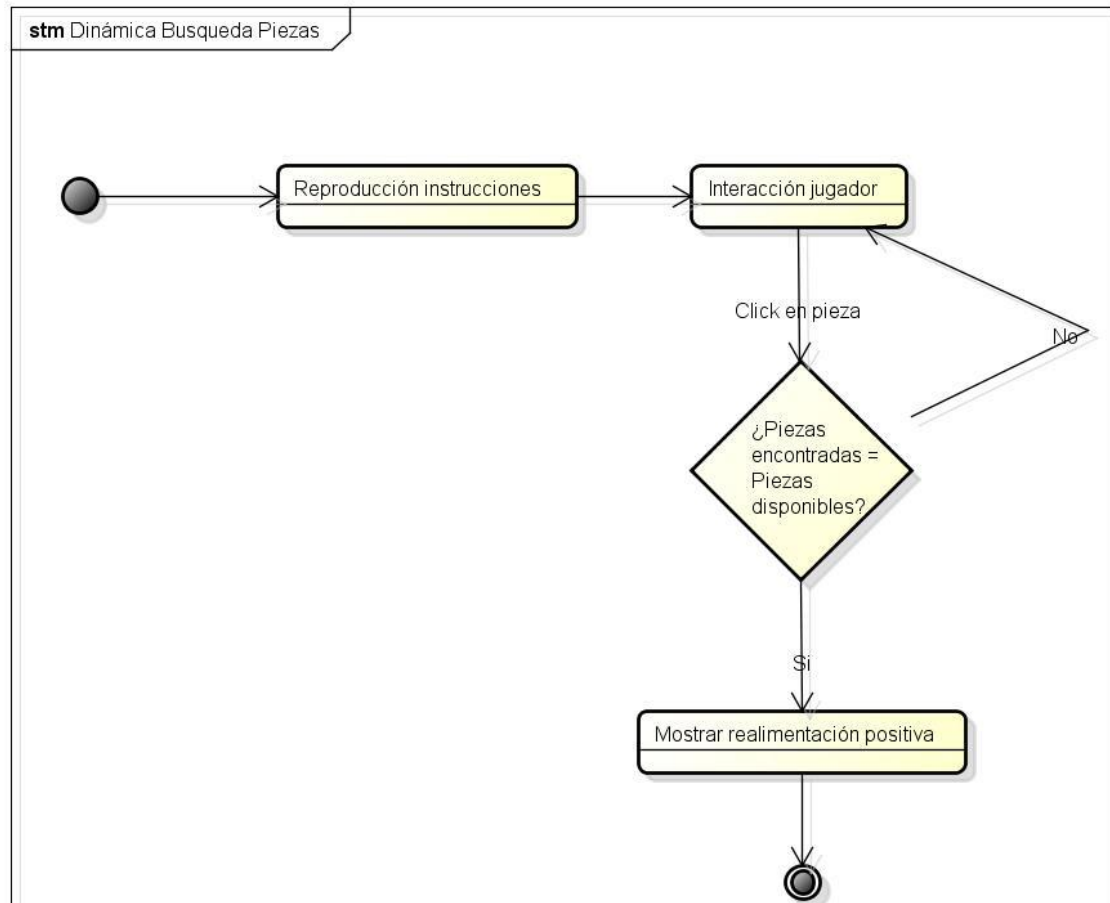 stm Dinámica Busqueda Piezas
Reproducción instrucciones
Interacción jugador
Click en pieza
No
¿Piezas
encontradas =
Piezas
disponibles?
Si
Mostrar realimentación positiva